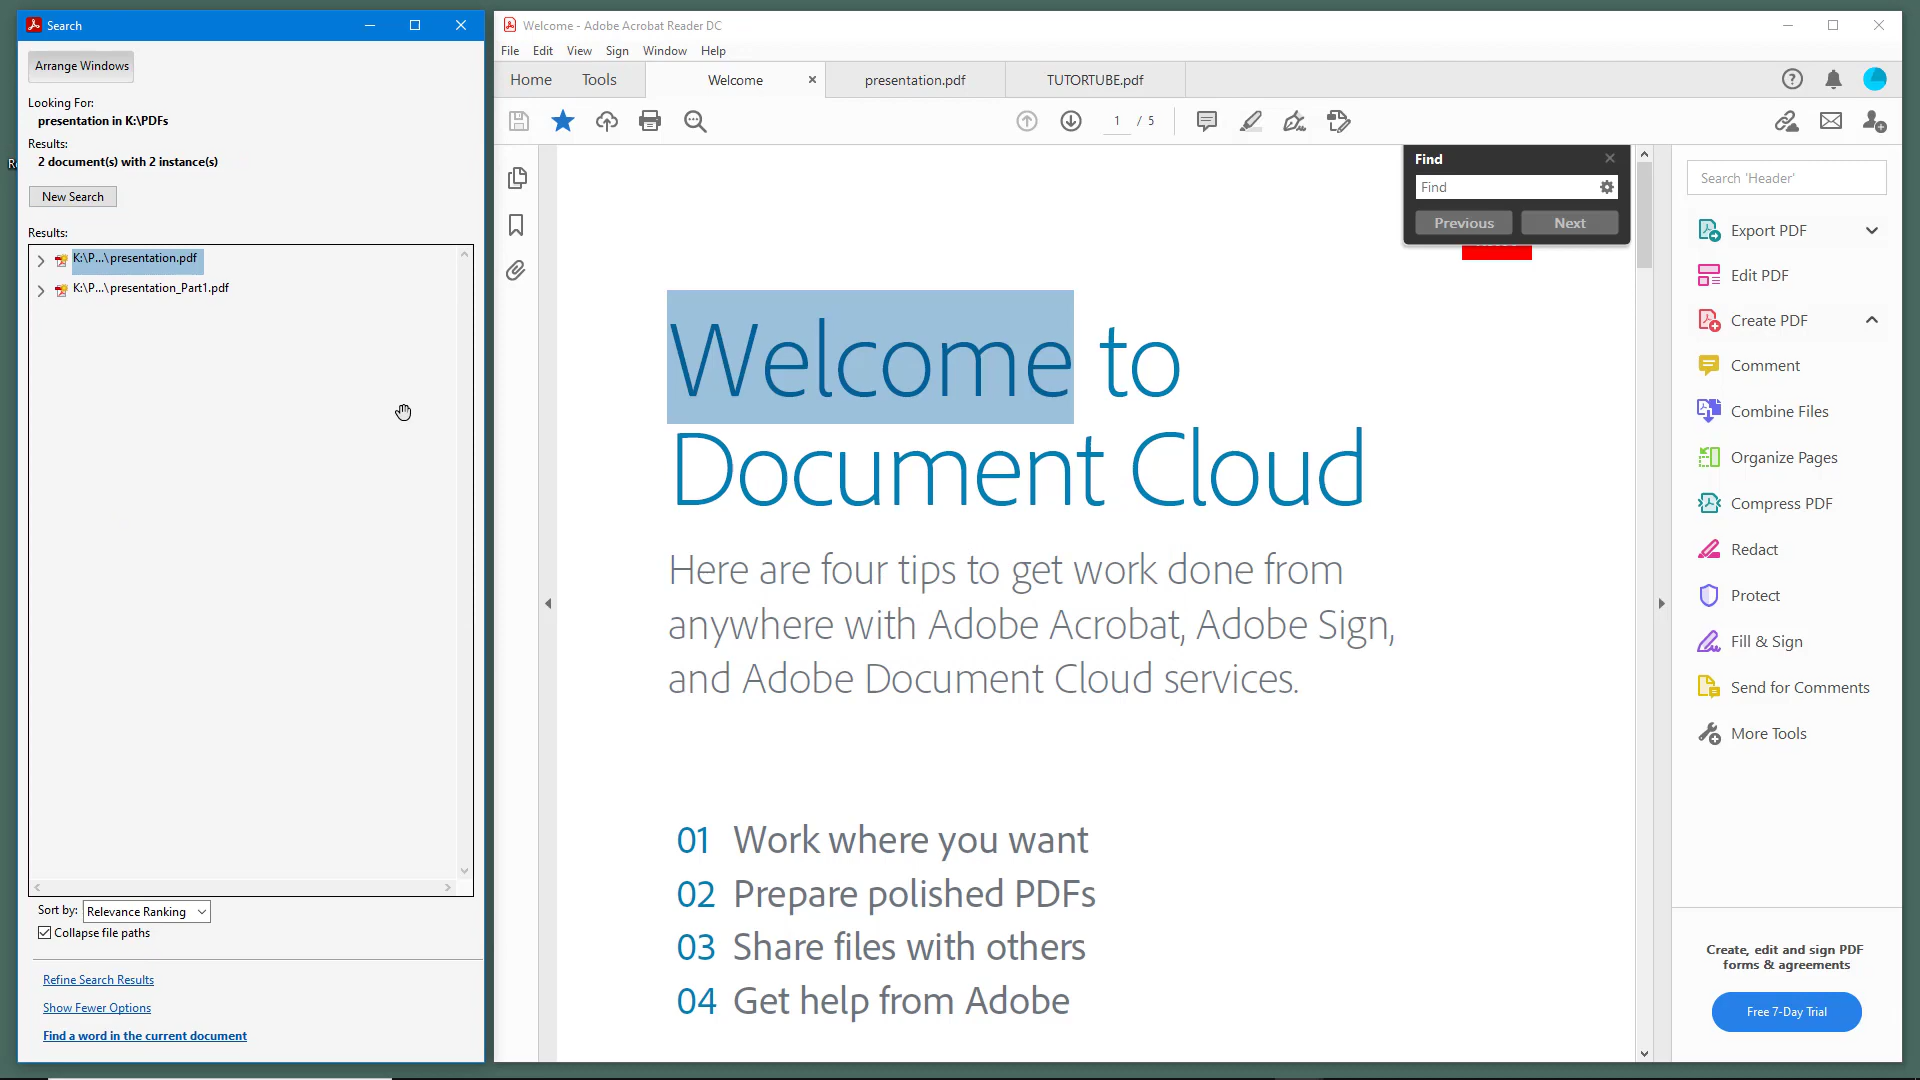 Search
Arrange Windows
Looking For:
presentation in K:\PDFs
Results:
2 document(s) with 2 instance(s)
New Search
Results:
K:\P...\presentation.pdf
K:\P...\presentation_Part1.pdf
Sort by: Relevance Ranking
Collapse file paths
Refine Search Results
Show Fewer Options
Find a word in the current document
Welcome - Adobe Acrobat Reader DC
File Edit View Sign Window Help
Home Tools Welcome presentation.pdf TUTORTUBE.pdf
1 / 5
Find
Find
Previous Next
Welcome to
Document Cloud
Here are four tips to get work done from
anywhere with Adobe Acrobat, Adobe Sign,
and Adobe Document Cloud services.
01 Work where you want
02 Prepare polished PDFs
03 Share files with others
04 Get help from Adobe
Search 'Header'
Export PDF
Edit PDF
Create PDF
Comment
Combine Files
Organize Pages
Compress PDF
Redact
Protect
Fill & Sign
Send for Comments
More Tools
Create, edit and sign PDF
forms & agreements
Free 7-Day Trial